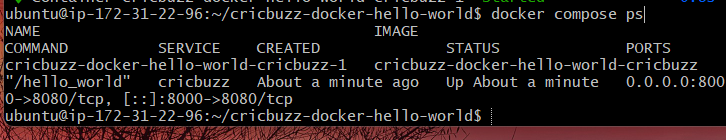 ubuntu@ip-172-31-22-96:~/cricbuzz-docker-hello-world$ docker compose ps
NAME IMAGE
COMMAND SERVICE CREATED STATUS PORTS
cricbuzz-docker-hello-world-cricbuzz-1 cricbuzz-docker-hello-world-cricbuzz
"/hello_world" cricbuzz About a minute ago Up About a minute 0.0.0.0:800
0->8080/tcp, [::]:8000->8080/tcp
ubuntu@ip-172-31-22-96:~/cricbuzz-docker-hello-world$